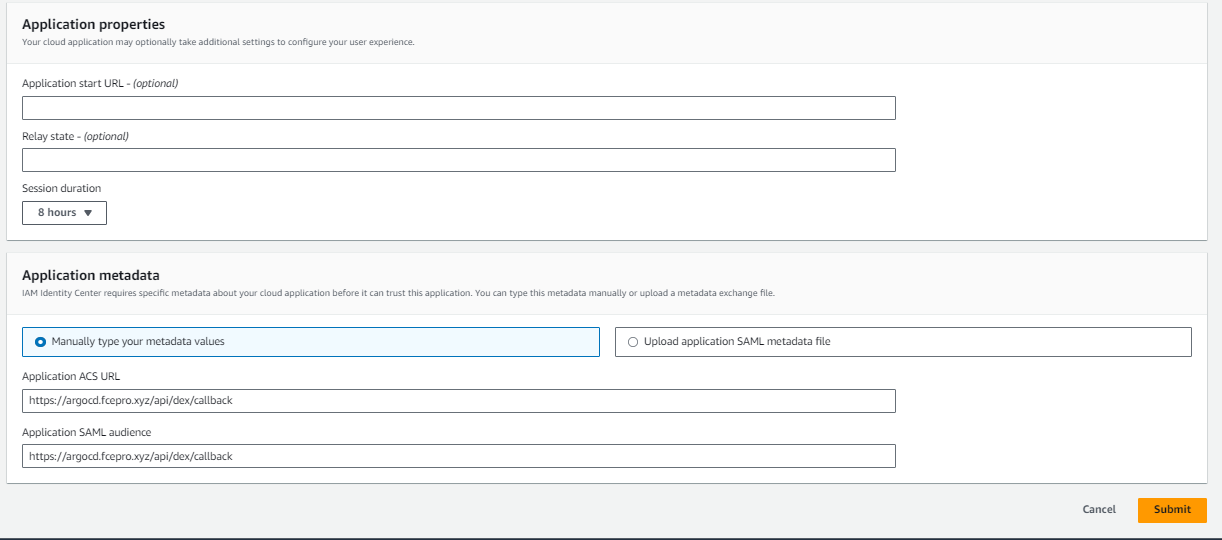 Application properties
Your cloud application may optionally take additional settings to configure your user experience.
Application start URL - (optional)
Relay state - (optional)
Session duration
8 hours
Application metadata
IAM Identity Center requires specific metadata about your cloud application before it can trust this application. You can type this metadata manually or upload a metadata exchange file.
Manually type your metadata values
Upload application SAML metadata file
Application ACS URL
https://argocd.fcepro.xyz/api/dex/callback
Application SAML audience
https://argocd.fcepro.xyz/api/dex/callback
Cancel
Submit